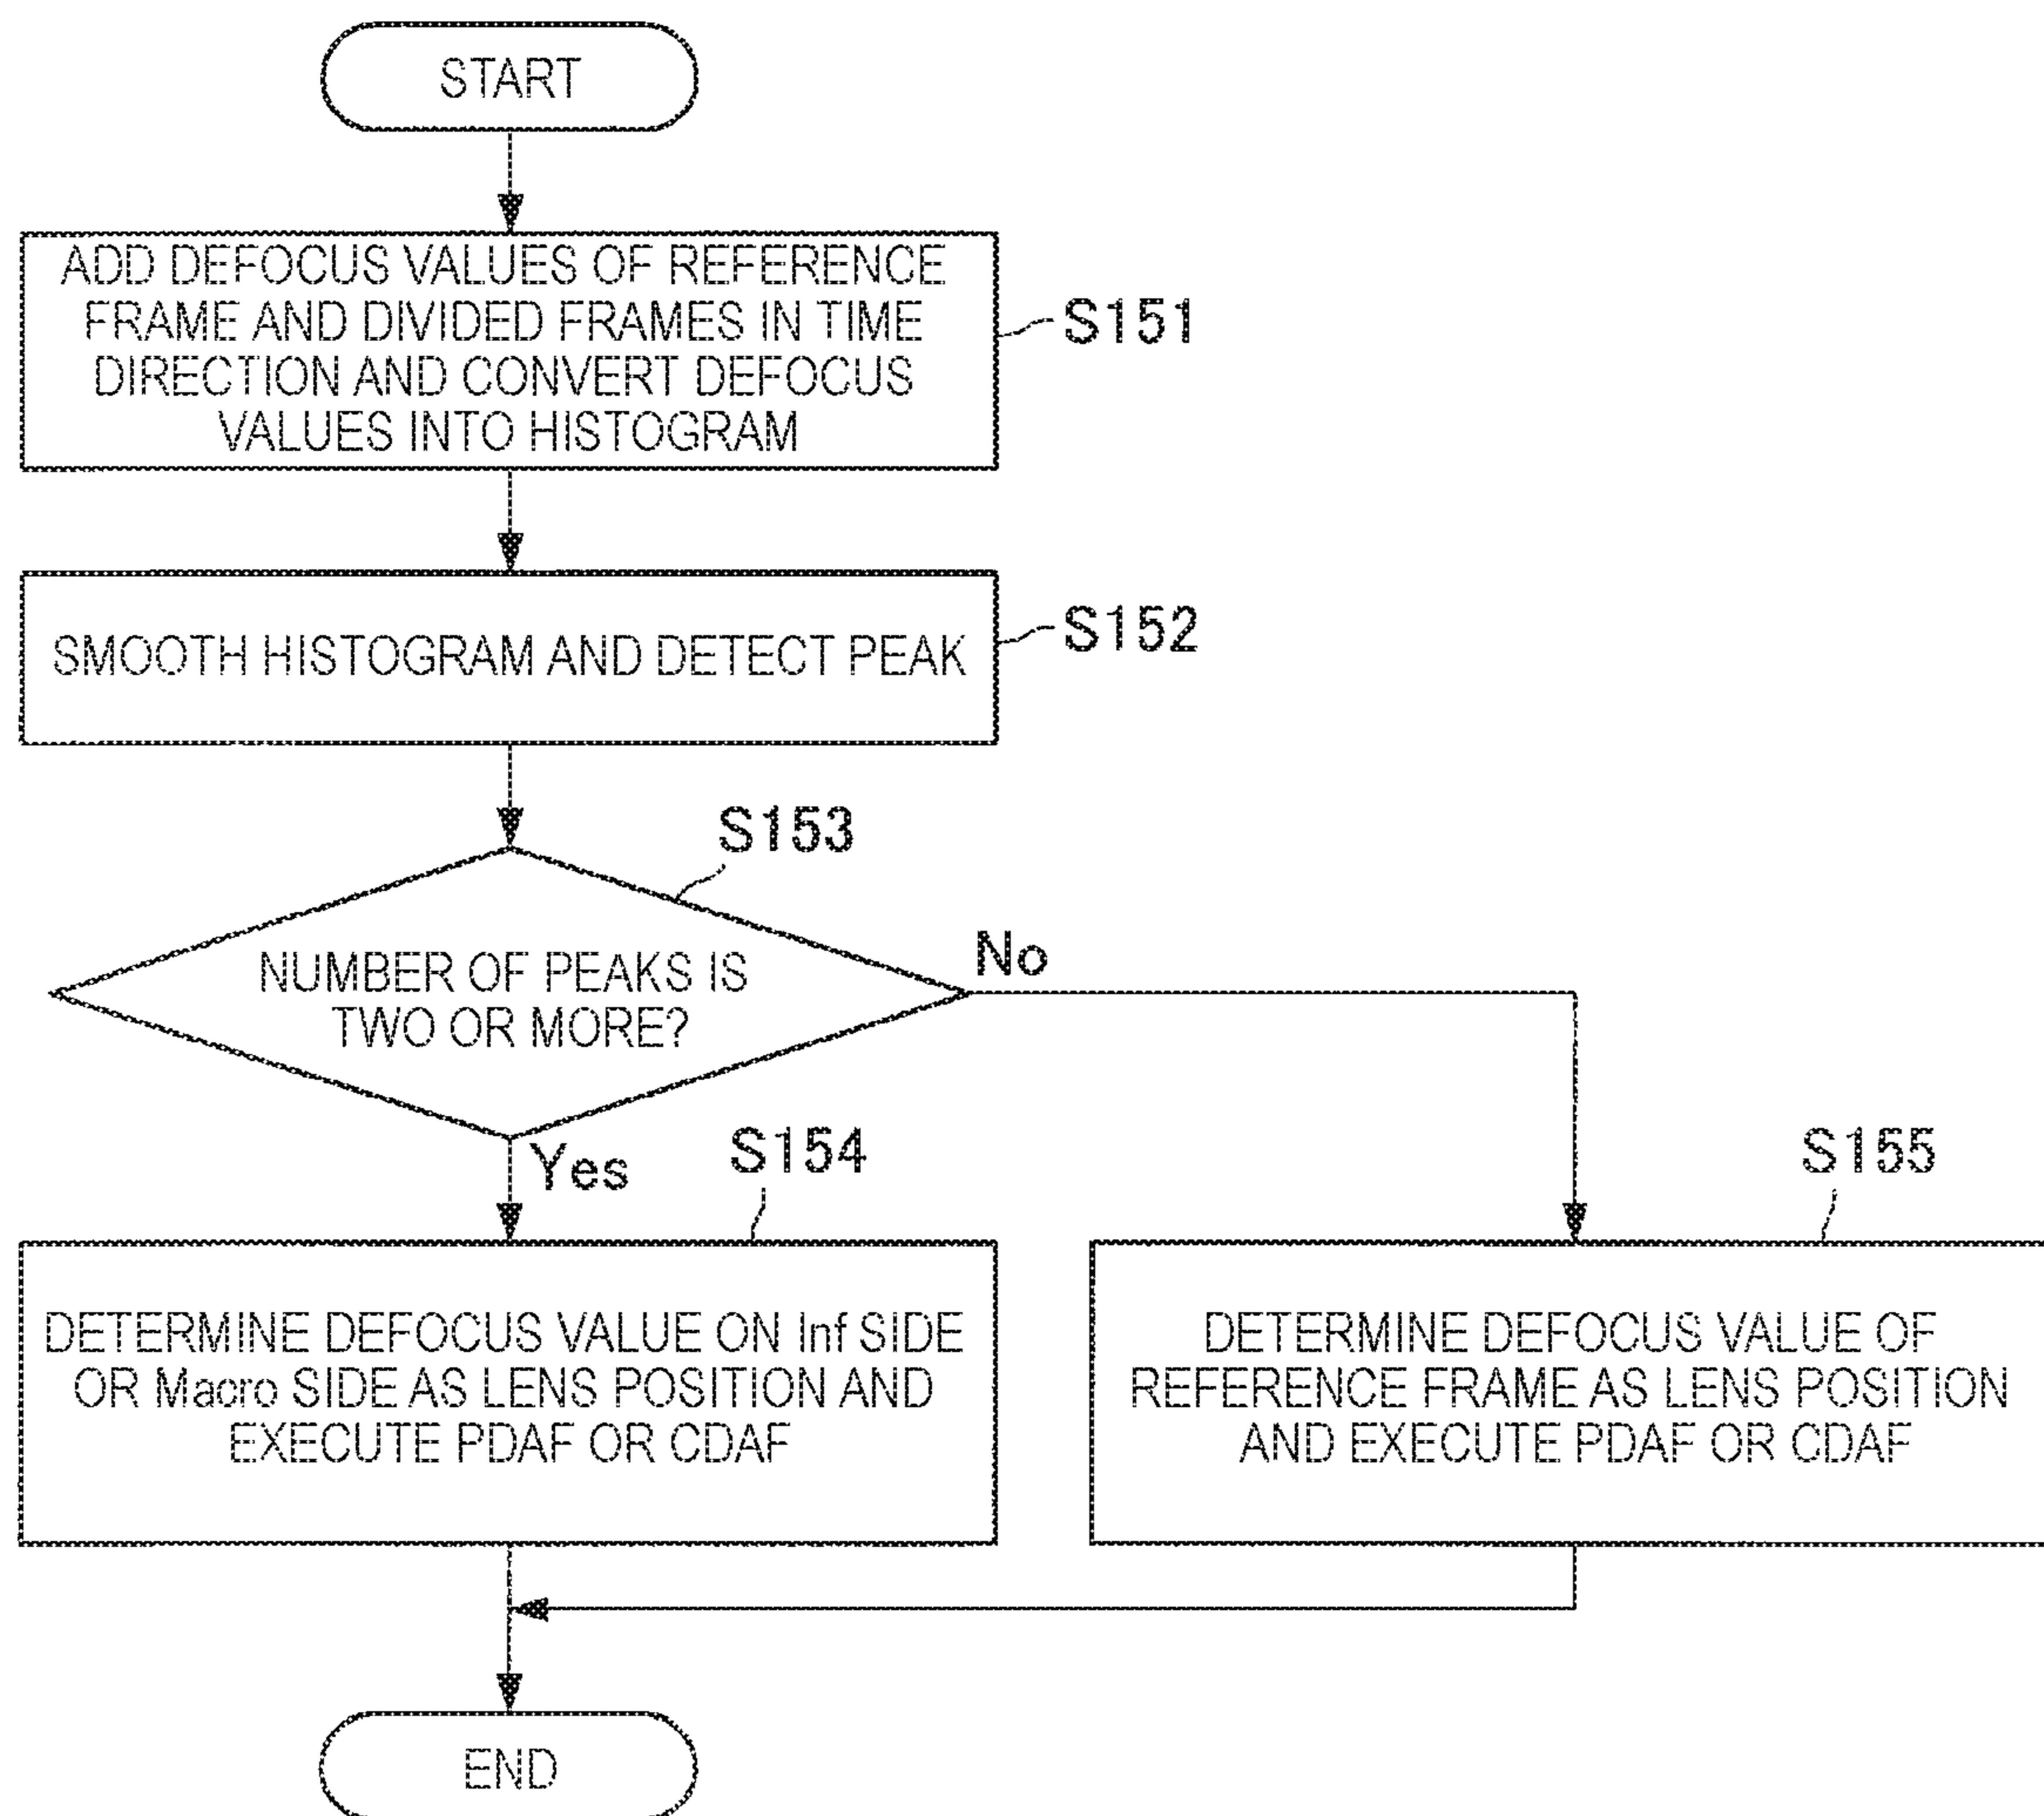 START
ADD DEFOCUS VALUES OF REFERENCE
FRAME AND DIVIDED FRAMES IN TIME
DIRECTION AND CONVERT DEFOCUS
VALUES INTO HISTOGRAM
S151
SMOOTH HISTOGRAM AND DETECT PEAK
S152
S153
NUMBER OF PEAKS IS
TWO OR MORE?
No
Yes
S154
DETERMINE DEFOCUS VALUE ON Inf SIDE
OR Macro SIDE AS LENS POSITION AND
EXECUTE PDAF OR CDAF
S155
DETERMINE DEFOCUS VALUE OF
REFERENCE FRAME AS LENS POSITION
AND EXECUTE PDAF OR CDAF
END